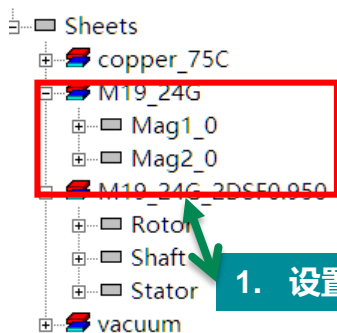 Sheets
copper_75C
M19_24G
Mag1_0
Mag2_0
M19_24G_2DSF0.950
Rotor
Shaft
Stator
1. 设置
vacuum